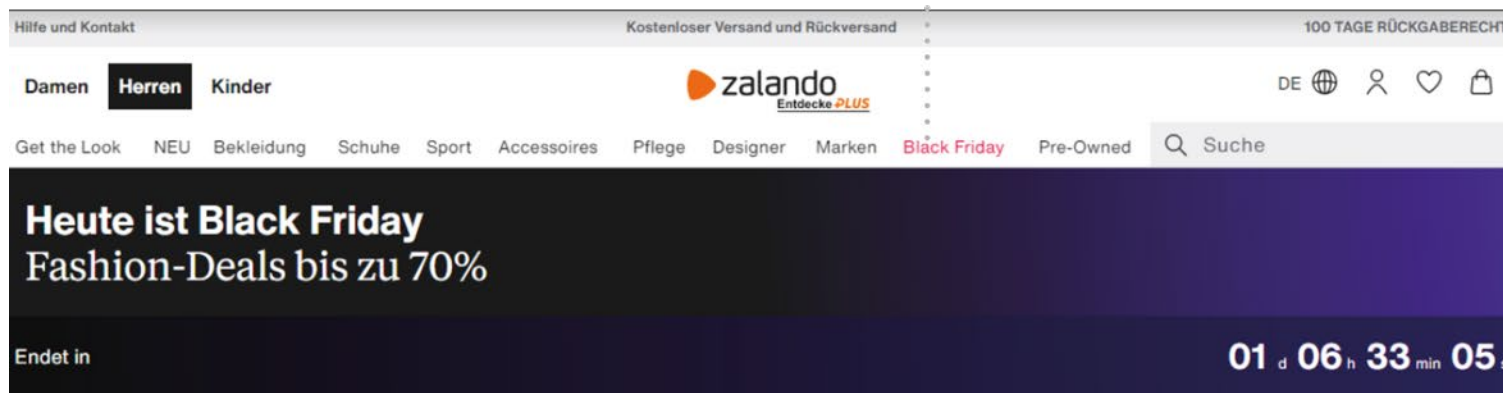 Hilfe und Kontakt Kostenloser Versand und Rückversand 100 TAGE RÜCKGABERECHT
Damen Herren Kinder zalando DE
Entdecke PLUS
Get the Look NEU Bekleidung Schuhe Sport Accessoires Pflege Designer Marken Black Friday Pre-Owned Suche
Heute ist Black Friday
Fashion-Deals bis zu 70%
Endet in 01 d 06 h 33 min 05 s